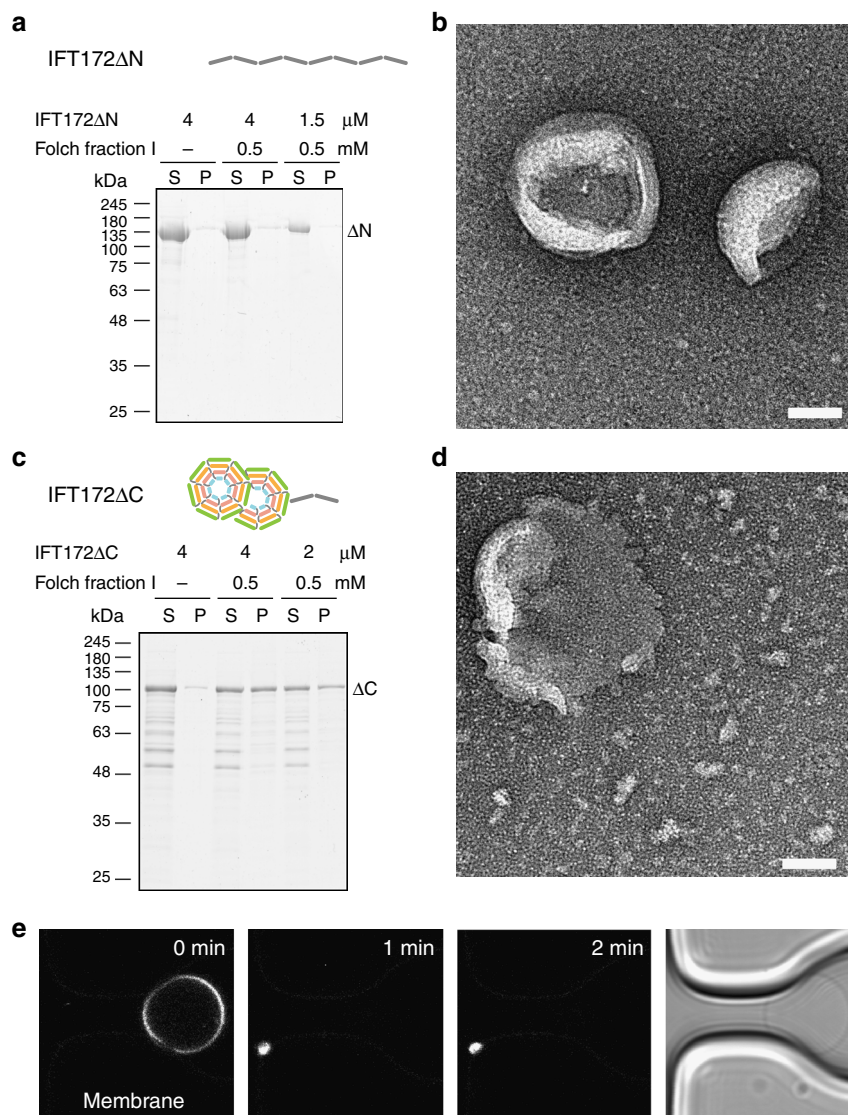 a
IFT172ΔN
IFT172ΔN 4 4 1.5 μM
Folch fraction I – 0.5 0.5 mM
kDa S P S P S P
245
180
135
100
75
63
48
35
25
ΔN
b
c
IFT172ΔC
IFT172ΔC 4 4 2 μM
Folch fraction I – 0.5 0.5 mM
kDa S P S P S P
245
180
135
100
75
63
48
35
25
ΔC
d
e
0 min
1 min
2 min
Membrane